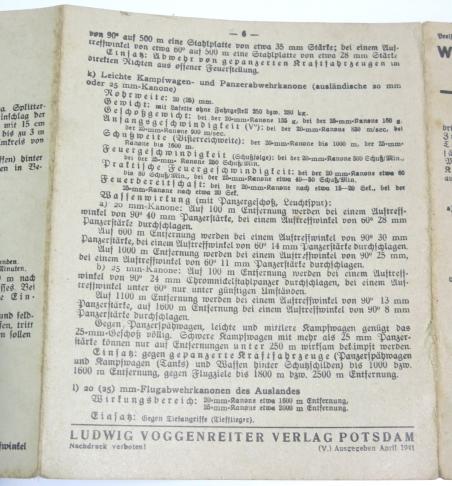 — 6 —
von 90° auf 500 m eine Stahlplatte von etwa 35 mm Stärke; bei einem Auf-
treffwinkel von etwa 60° auf 500 m eine Stahlplatte von etwa 28 mm Stärke
Einsatz: Abwehr von gepanzerten Kraftfahrzeugen im
direkten Richten aus offener Feuerstellung.
k) Leichte Kampfwagen- und Panzerabwehrkanone (ausländische 20 mm
oder 25 mm-Kanone)
Rohrweite: 20 (25) mm.
Gewicht: mit Lafette ohne Fahrgestell 250 bzw. 280 kg.
Geschoßgewicht: bei der 20-mm-Kanone 135 g, bei der 25-mm-Kanone 180 g.
Anfangsgeschwindigkeit (V°): bei der 20-mm-Kanone 830 m/sec, bei
der 25-mm-Kanone 900 m/sec.
Schußweite (Visierreichweite): bei der 20-mm-Kanone bis 1000 m, der 25-mm-
Kanone bis 1600 m.
Feuergeschwindigkeit (Schußfolge): bei der 20-mm-Kanone 500 Schuß/Min.,
bei der 25-mm-Kanone 200 Schuß/Min.
Praktische Feuergeschwindigkeit: bei der 20-mm-Kanone etwa 60
bis 80 Schuß/Min., bei der 25-mm-Kanone etwa 40—50 Schuß/Min.
Feuerbereitschaft: bei der 20-mm-Kanone nach etwa 15—20 Sek., bei der
25-mm-Kanone nach etwa 20 Sek.
Waffenwirkung (mit Panzergeschoß, Leuchtspur):
a) 20 mm-Kanone: Auf 100 m Entfernung werden bei einem Auftreff-
winkel von 90° 40 mm Panzerstärke, bei einem Auftreffwinkel von 60° 28 mm
Panzerstärke durchschlagen.
Auf 600 m Entfernung werden bei einem Auftreffwinkel von 90° 30 mm
Panzerstärke, bei einem Auftreffwinkel von 60° 14 mm Panzerstärke durchschlagen.
Auf 1000 m Entfernung werden bei einem Auftreffwinkel von 90° 25 mm,
bei einem Auftreffwinkel von 60° 11 mm Panzerstärke durchschlagen.
b) 25 mm-Kanone: Auf 100 m Entfernung werden bei einem Auftreff-
winkel von 90° 24 mm Chromnickelstahlpanzer durchschlagen, bei einem Auf-
treffwinkel unter 60° nur unter günstigen Umständen.
Auf 1100 m Entfernung werden bei einem Auftreffwinkel von 90° 13 mm
Panzerstärke, auf 1600 m Entfernung bei einem Auftreffwinkel von 90° 8 mm
Panzerstärke durchschlagen.
Gegen Panzerspähwagen, leichte und mittlere Kampfwagen genügt das
25-mm-Geschoß völlig. Schwere Kampfwagen mit mehr als 25 mm Panzer-
stärke können nur auf Entfernungen unter 250 m wirksam bekämpft werden.
Einsatz: gegen gepanzerte Kraftfahrzeuge (Panzerspähwagen
und Kampfwagen (Tanks) und Waffen hinter Schutzschilden) bis 1000 bzw.
1600 m Entfernung, gegen Flugziele bis 1800 m bzw. 2500 m Entfernung.
l) 20 (25) mm-Flugabwehrkanonen des Auslandes
Wirkungsbereich: 20-mm-Kanone etwa 1600 m Entfernung,
25-mm-Kanone etwa 2000 m Entfernung.
Einsatz: Gegen Tiefangriffe (Tiefflieger).
LUDWIG VOGGENREITER VERLAG POTSDAM
Nachdruck verboten! (V.) Ausgegeben April 1941